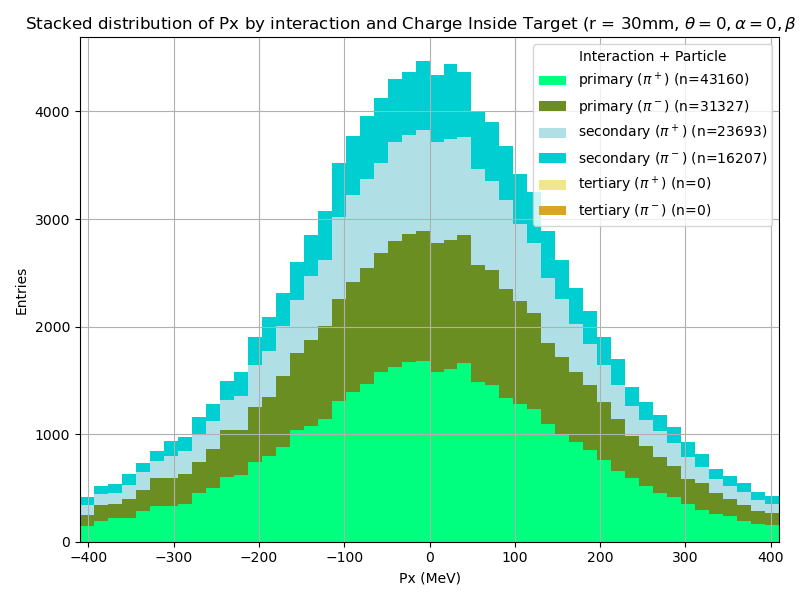 Stacked distribution of Px by interaction and Charge Inside Target (r = 30mm, θ = 0, α = 0, β
Interaction + Particle
primary (π⁺) (n=43160)
primary (π⁻) (n=31327)
secondary (π⁺) (n=23693)
secondary (π⁻) (n=16207)
tertiary (π⁺) (n=0)
tertiary (π⁻) (n=0)
Entries
4000
3000
2000
1000
0
−400 −300 −200 −100 0 100 200 300 400
Px (MeV)